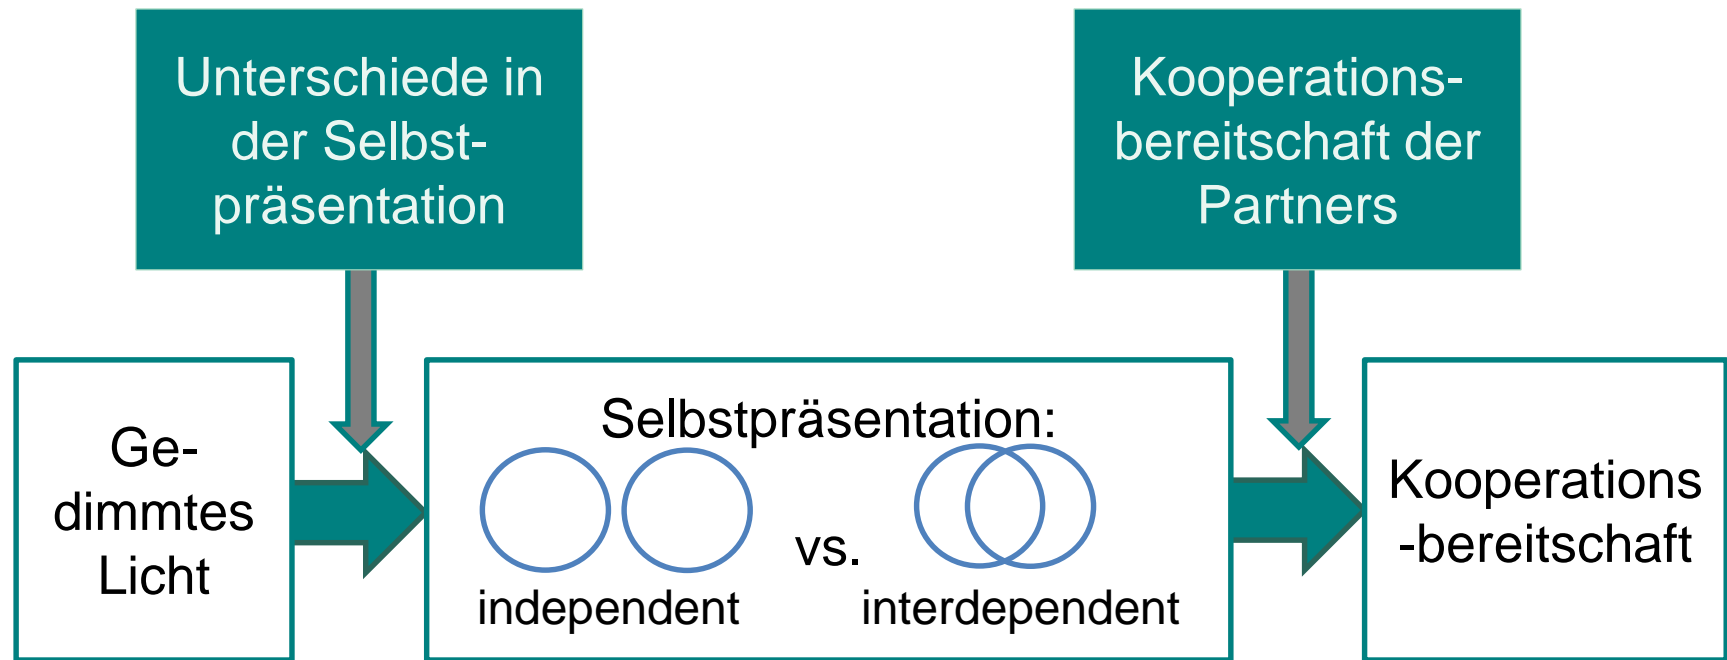 Unterschiede in
der Selbst-
präsentation
Kooperations-
bereitschaft der
Partners
Ge-
dimmtes
Licht
Selbstpräsentation:
vs.
independent
interdependent
Kooperations
-bereitschaft